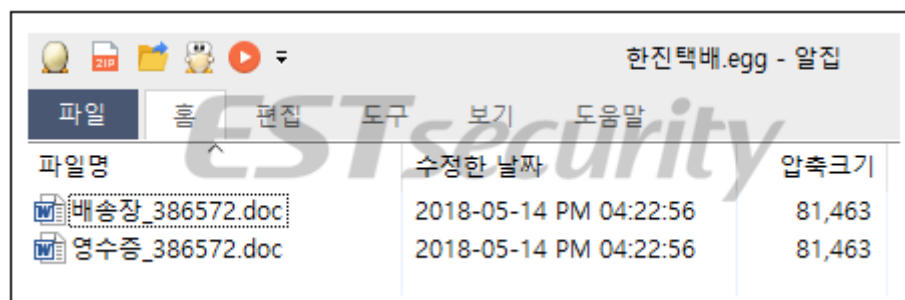 ZIP
한진택배.egg - 알집
파일 홈 편집 도구 보기 도움말
ESTsecurity
파일명 수정한 날짜 압축크기
배송장_386572.doc 2018-05-14 PM 04:22:56 81,463
영수증_386572.doc 2018-05-14 PM 04:22:56 81,463